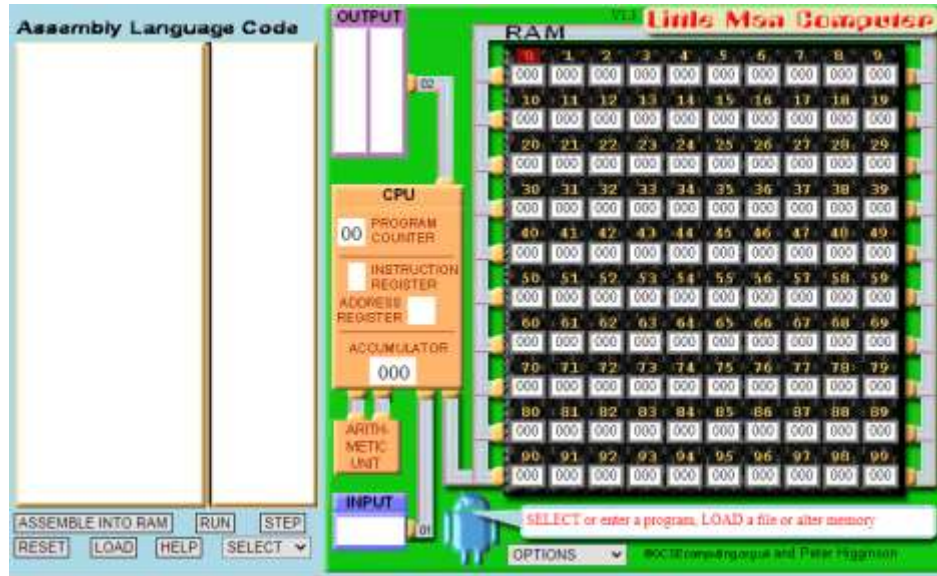 Assembly Language Code
OUTPUT
Little Man Computer
RAM
0 1 2 3 4 5 6 7 8 9
000 000 000 000 000 000 000 000 000 000
02
10 11 12 13 14 15 16 17 18 19
000 000 000 000 000 000 000 000 000 000
20 21 22 23 24 25 26 27 28 29
000 000 000 000 000 000 000 000 000 000
CPU
30 31 32 33 34 35 36 37 38 39
000 000 000 000 000 000 000 000 000 000
00 PROGRAM
COUNTER
40 41 42 43 44 45 46 47 48 49
000 000 000 000 000 000 000 000 000 000
INSTRUCTION
REGISTER
50 51 52 53 54 55 56 57 58 59
000 000 000 000 000 000 000 000 000 000
ADDRESS
REGISTER
60 61 62 63 64 65 66 67 68 69
000 000 000 000 000 000 000 000 000 000
ACCUMULATOR
000
70 71 72 73 74 75 76 77 78 79
000 000 000 000 000 000 000 000 000 000
80 81 82 83 84 85 86 87 88 89
000 000 000 000 000 000 000 000 000 000
ARITH-
METIC
UNIT
90 91 92 93 94 95 96 97 98 99
000 000 000 000 000 000 000 000 000 000
INPUT
01
ASSEMBLE INTO RAM RUN STEP
SELECT or enter a program, LOAD a file or alter memory
RESET LOAD HELP SELECT
OPTIONS
and Peter Higginson